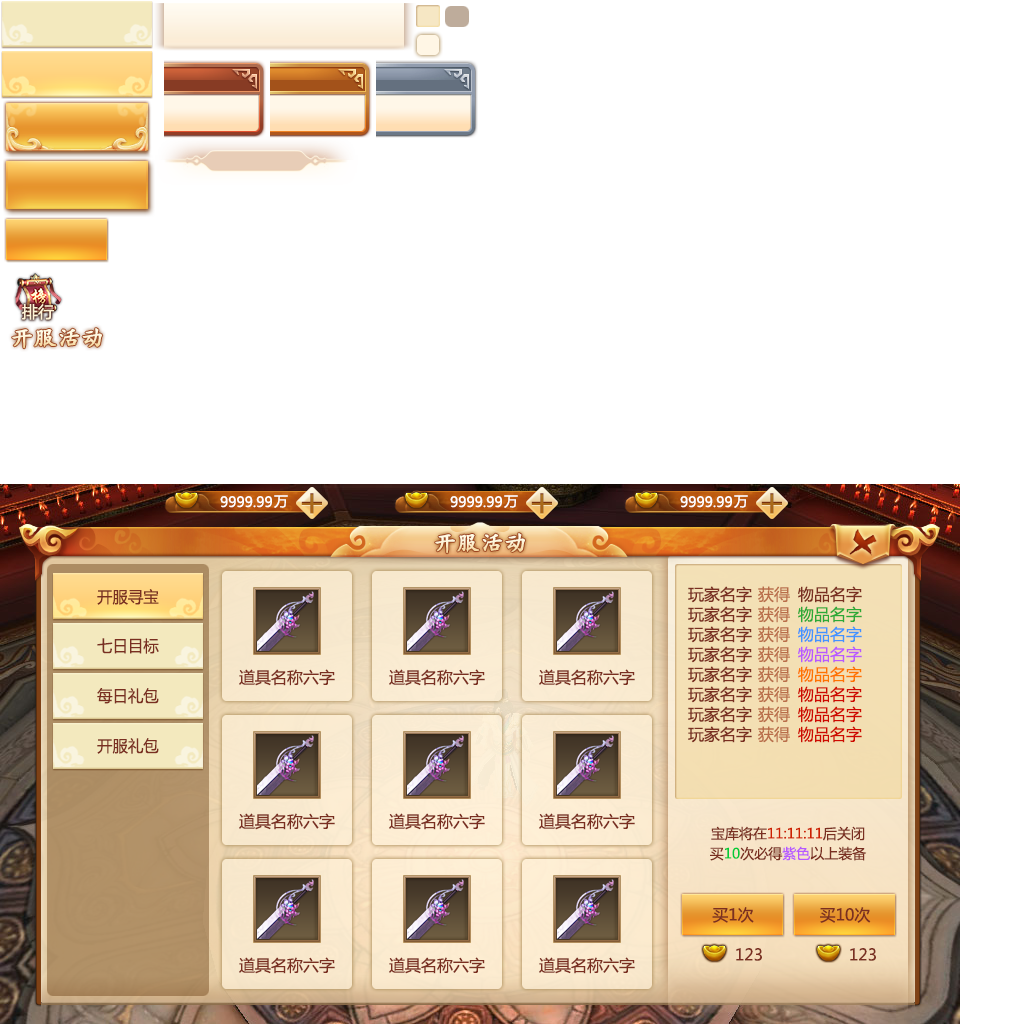 榜
排行
开服活动
9999.99万 9999.99万 9999.99万
开服活动
开服寻宝
七日目标
每日礼包
开服礼包
道具名称六字 道具名称六字 道具名称六字
道具名称六字 道具名称六字 道具名称六字
道具名称六字 道具名称六字 道具名称六字
玩家名字 获得 物品名字
玩家名字 获得 物品名字
玩家名字 获得 物品名字
玩家名字 获得 物品名字
玩家名字 获得 物品名字
玩家名字 获得 物品名字
玩家名字 获得 物品名字
玩家名字 获得 物品名字
宝库将在11:11:11后关闭
买10次必得紫色以上装备
买1次 买10次
123 123